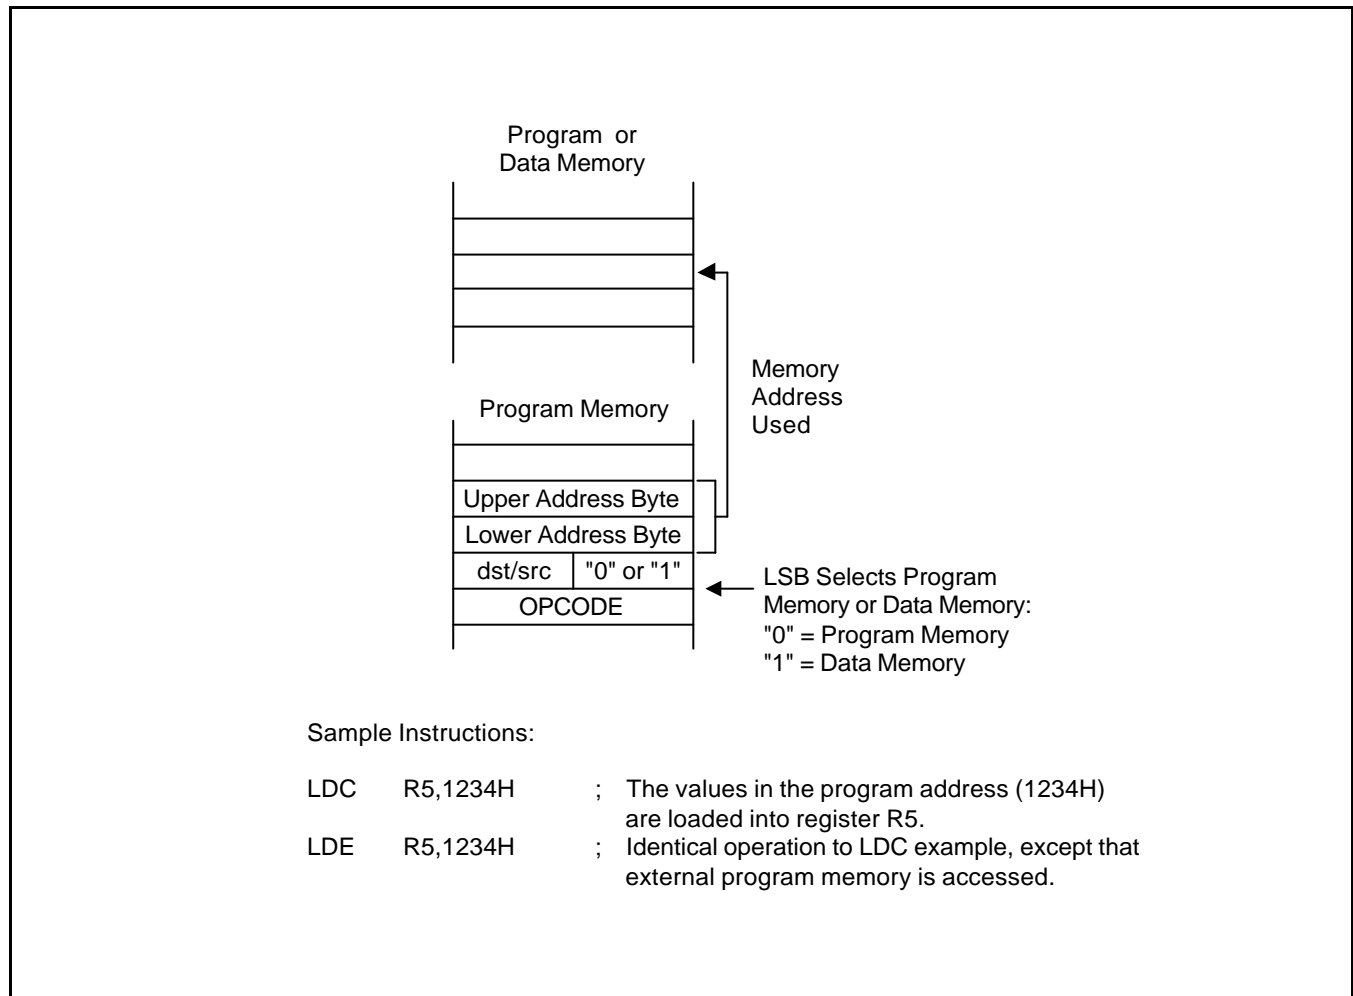 Program or
Data Memory
Memory
Address
Used
Program Memory
Upper Address Byte
Lower Address Byte
dst/src "0" or "1"
OPCODE
LSB Selects Program
Memory or Data Memory:
"0" = Program Memory
"1" = Data Memory
Sample Instructions:
LDC R5,1234H ; The values in the program address (1234H)
are loaded into register R5.
LDE R5,1234H ; Identical operation to LDC example, except that
external program memory is accessed.